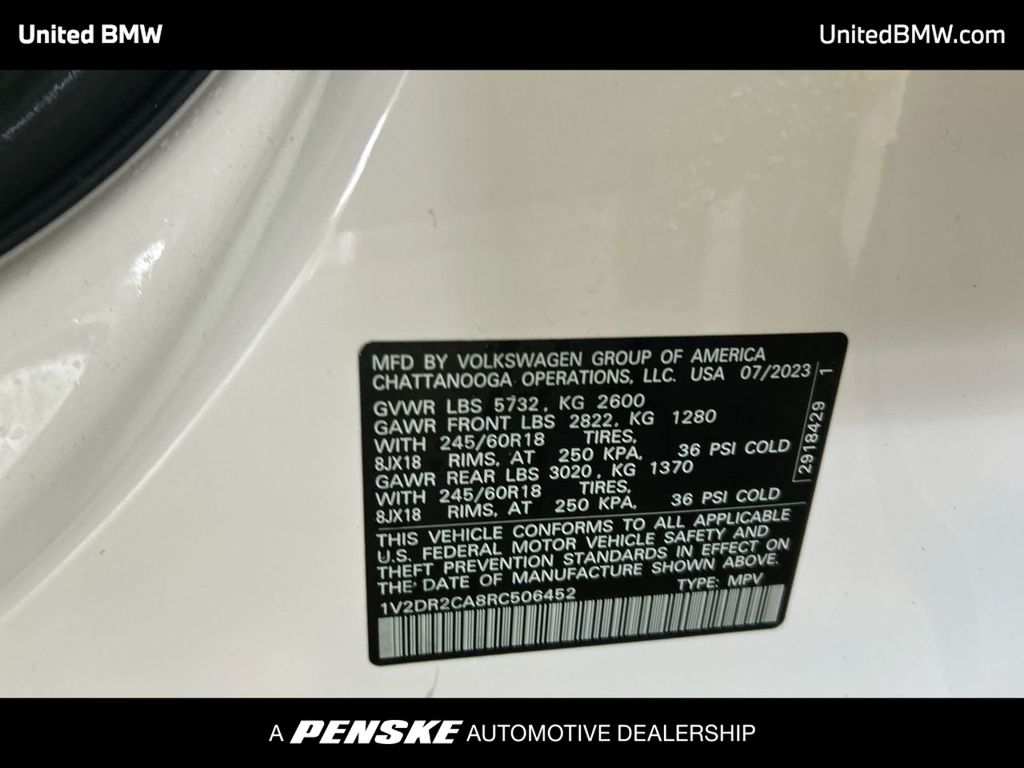 United BMW
UnitedBMW.com
MFD BY VOLKSWAGEN GROUP OF AMERICA
CHATTANOOGA OPERATIONS, LLC. USA 07/2023
GVWR LBS 5732, KG 2600
GAWR FRONT LBS 2822, KG 1280
WITH 245/60R18 TIRES,
8JX18 RIMS, AT 250 KPA, 36 PSI COLD
GAWR REAR LBS 3020, KG 1370
WITH 245/60R18 TIRES,
8JX18 RIMS, AT 250 KPA, 36 PSI COLD
2918429 1
THIS VEHICLE CONFORMS TO ALL APPLICABLE
U.S. FEDERAL MOTOR VEHICLE SAFETY AND
THEFT PREVENTION STANDARDS IN EFFECT ON
THE DATE OF MANUFACTURE SHOWN ABOVE.
1V2DR2CA8RC506452 TYPE: MPV
A PENSKE AUTOMOTIVE DEALERSHIP